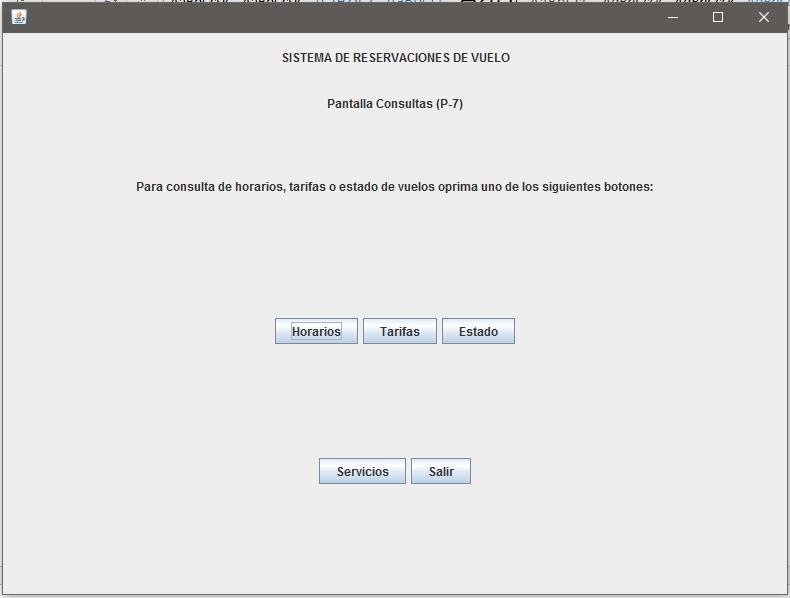 SISTEMA DE RESERVACIONES DE VUELO
Pantalla Consultas (P-7)
Para consulta de horarios, tarifas o estado de vuelos oprima uno de los siguientes botones:
Horarios Tarifas Estado
Servicios Salir